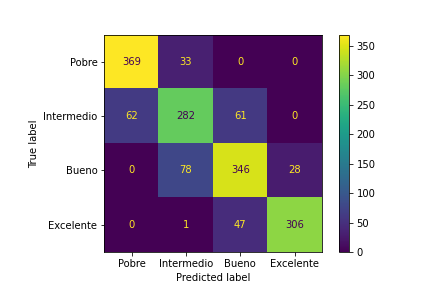 Pobre 369 33 0 0
Intermedio 62 282 61 0
Bueno 0 78 346 28
Excelente 0 1 47 306
Pobre Intermedio Bueno Excelente
Predicted label
True label
350
300
250
200
150
100
50
0